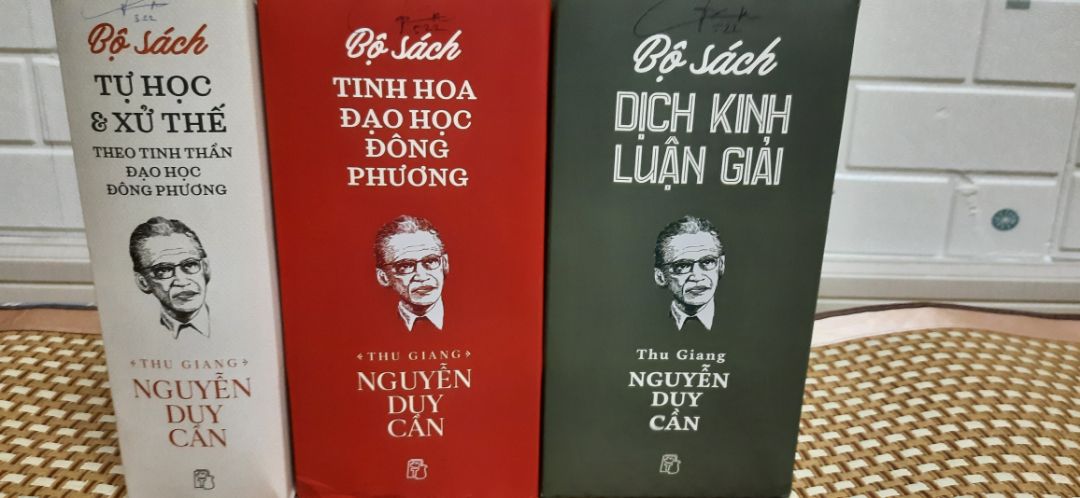 Bộ sách
TỰ HỌC
& XỬ THẾ
THEO TINH THẦN
ĐẠO HỌC
ĐÔNG PHƯƠNG
THU GIANG
NGUYỄN
DUY
CẦN
Bộ sách
TINH HOA
ĐẠO HỌC
ĐÔNG
PHƯƠNG
THU GIANG
NGUYỄN
DUY
CẦN
Bộ sách
DỊCH KINH
LUẬN GIẢI
Thu Giang
NGUYỄN
DUY
CẦN